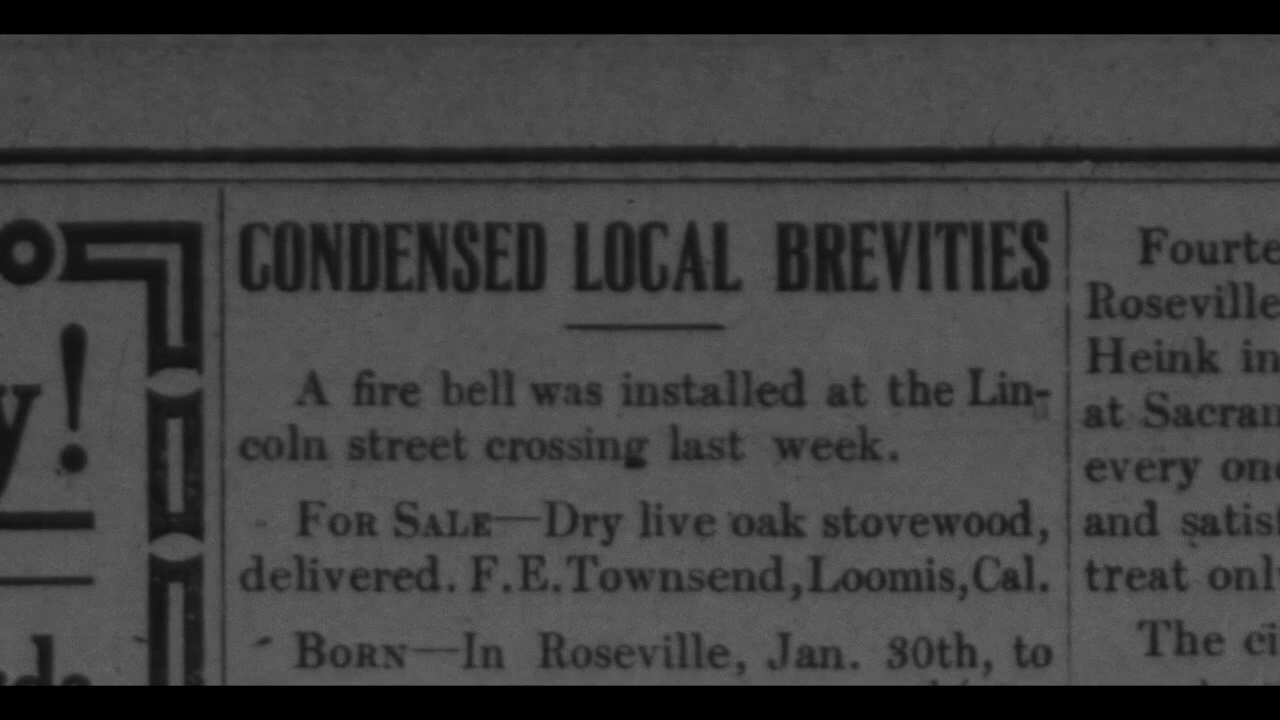 y!
CONDENSED LOCAL BREVITIES
A fire bell was installed at the Lin-
coln street crossing last week.
FOR SALE—Dry live oak stovewood,
delivered. F. E. Townsend, Loomis, Cal.
BORN—In Roseville, Jan. 30th, to
Fourte
Roseville
Heink in
at Sacram
every one
and satis
treat onl
The ci